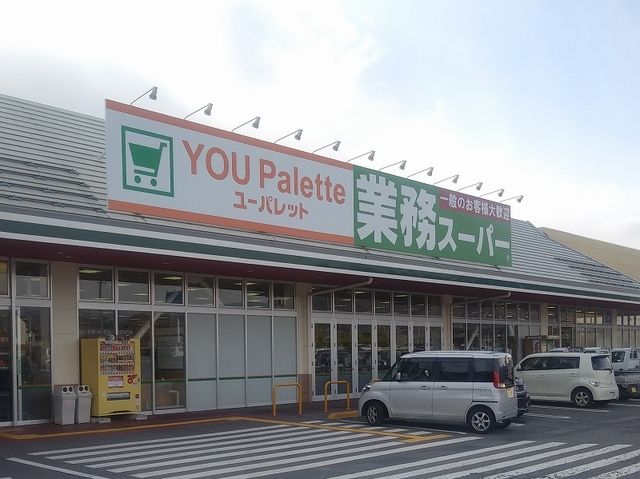 YOU Palette
ユーパレット
一般のお客様大歓迎
業務スーパー